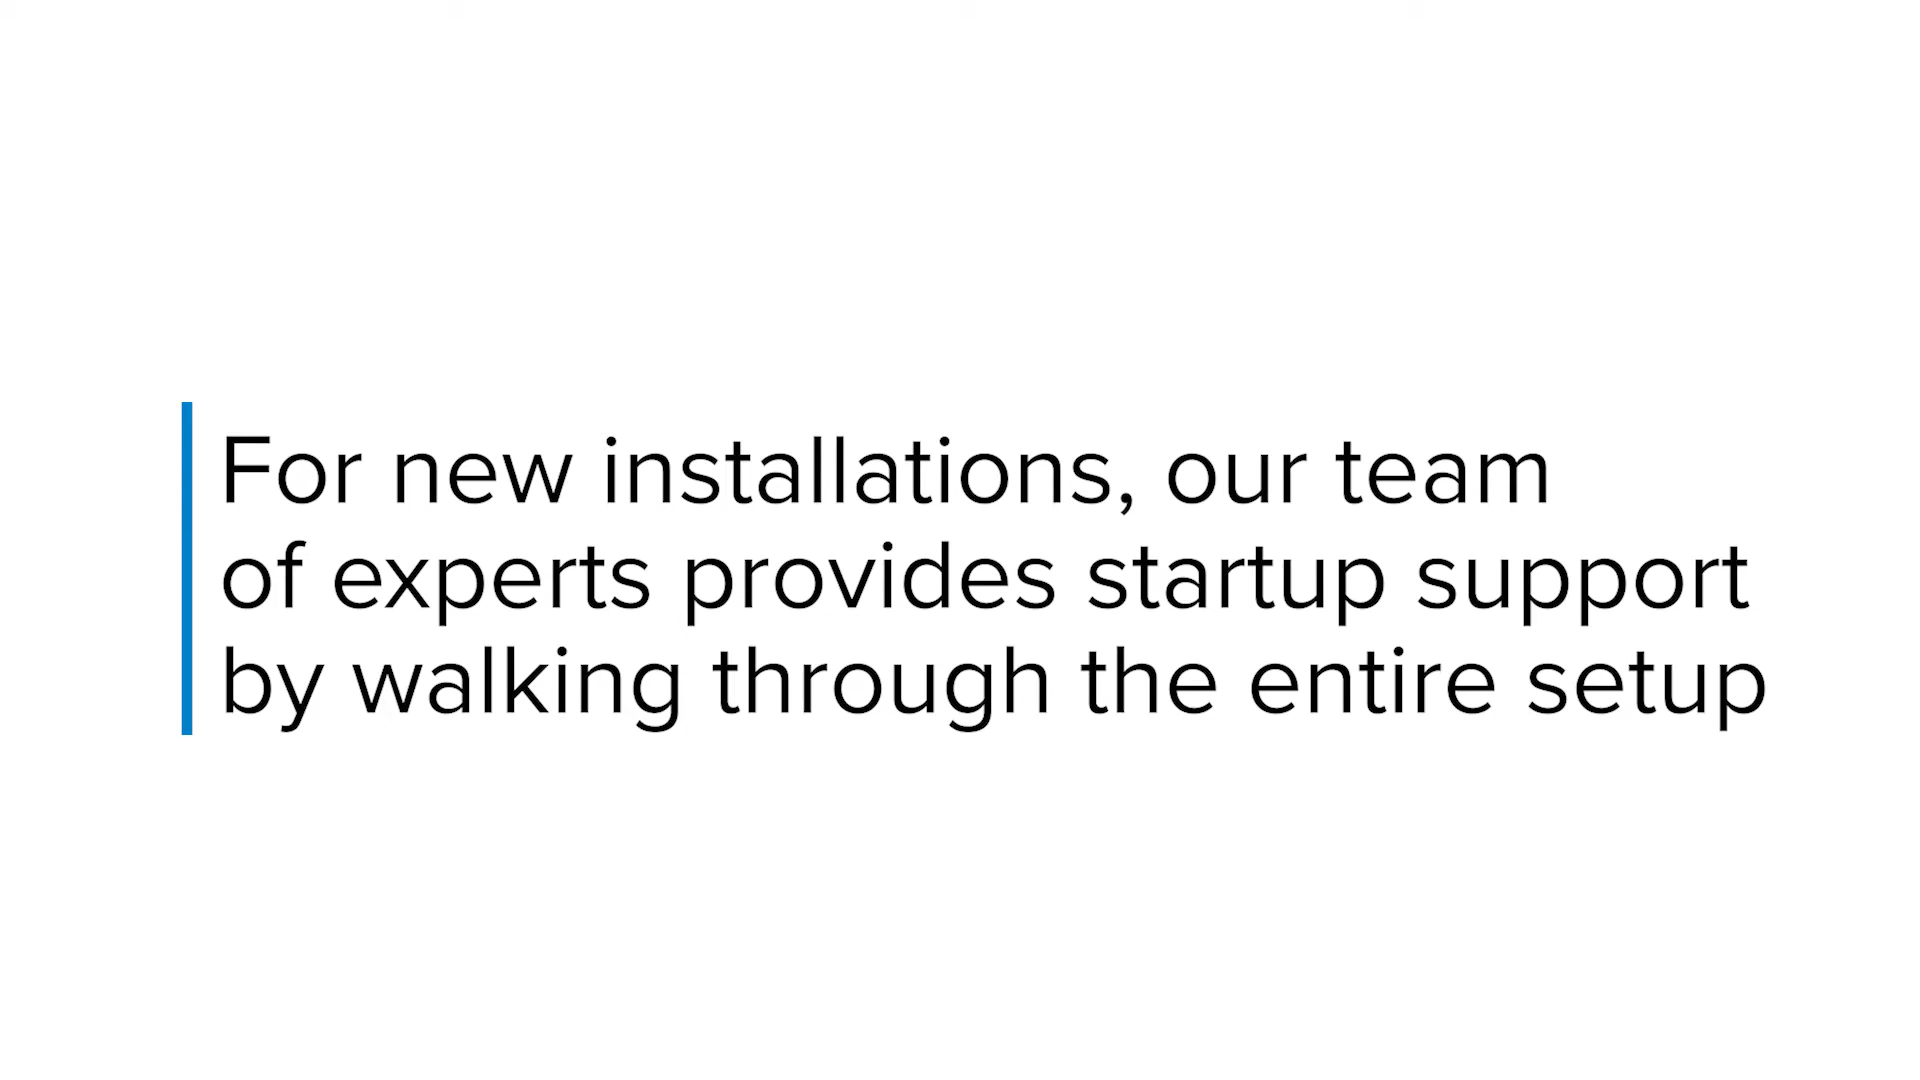 For new installations, our team
of experts provides startup support
by walking through the entire setup